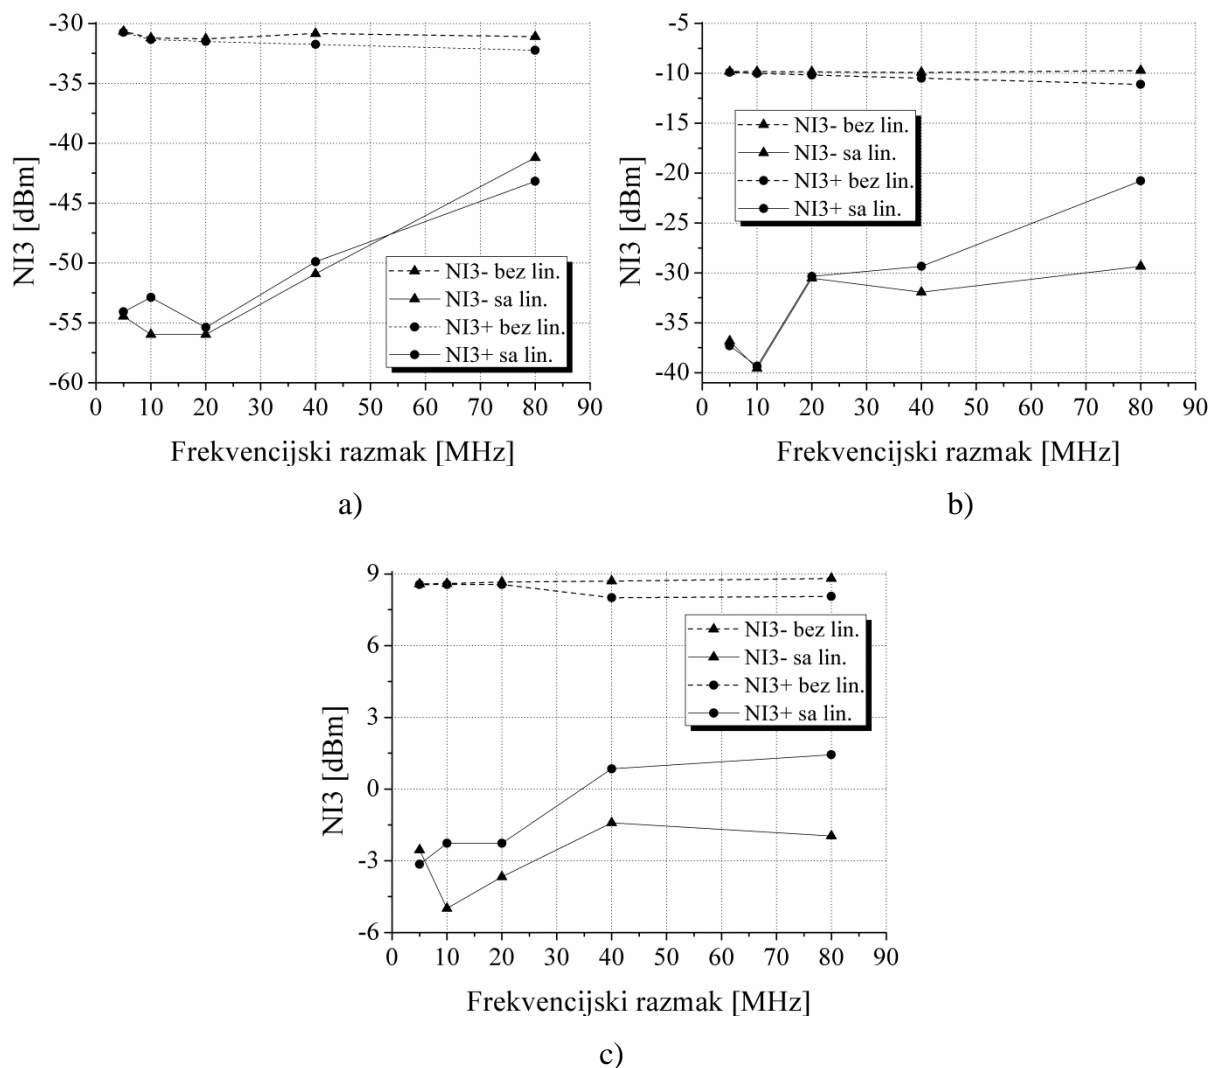 -30
-35
-40
-45
-50
-55
-60
NI3 [dBm]
NI3- bez lin.
NI3- sa lin.
NI3+ bez lin.
NI3+ sa lin.
0 10 20 30 40 50 60 70 80 90
Frekvencijski razmak [MHz]
a)
-5
-10
-15
-20
-25
-30
-35
-40
NI3 [dBm]
NI3- bez lin.
NI3- sa lin.
NI3+ bez lin.
NI3+ sa lin.
0 10 20 30 40 50 60 70 80 90
Frekvencijski razmak [MHz]
b)
9
6
3
0
-3
-6
NI3 [dBm]
NI3- bez lin.
NI3- sa lin.
NI3+ bez lin.
NI3+ sa lin.
0 10 20 30 40 50 60 70 80 90
Frekvencijski razmak [MHz]
c)